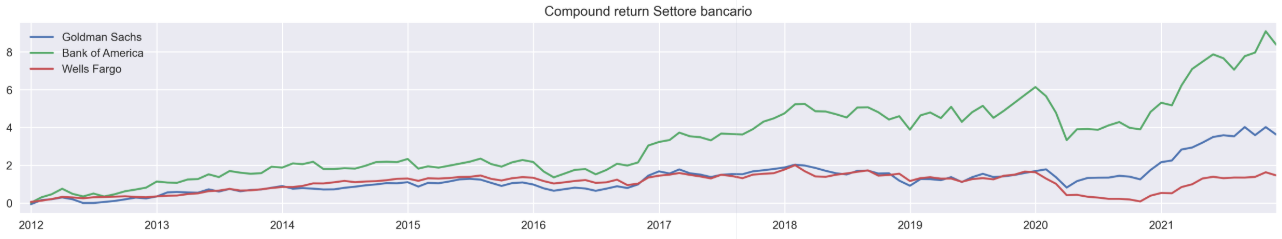 Compound return Settore bancario
Goldman Sachs
Bank of America
Wells Fargo
8
6
4
2
0
2012 2013 2014 2015 2016 2017 2018 2019 2020 2021